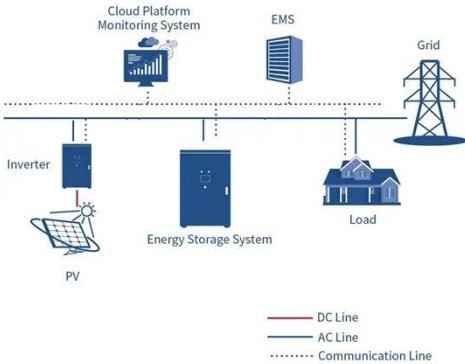 Cloud Platform
Monitoring System
EMS
Grid
Inverter
Energy Storage System
Load
PV
DC Line
AC Line
Communication Line